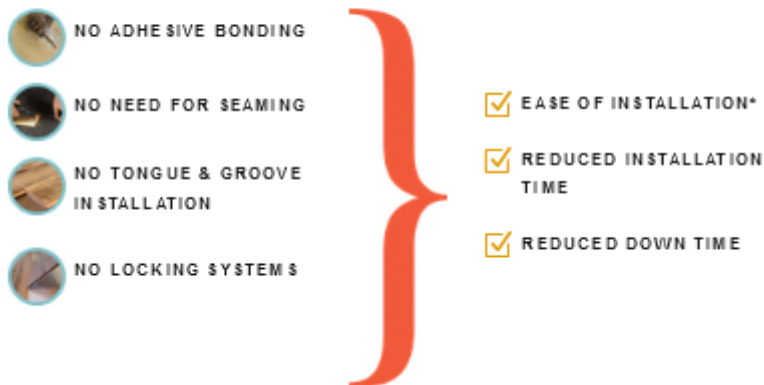 NO ADHESIVE BONDING
NO NEED FOR SEAMING
NO TONGUE & GROOVE
INSTALLATION
NO LOCKING SYSTEMS
EASE OF INSTALLATION*
REDUCED INSTALLATION
TIME
REDUCED DOWN TIME